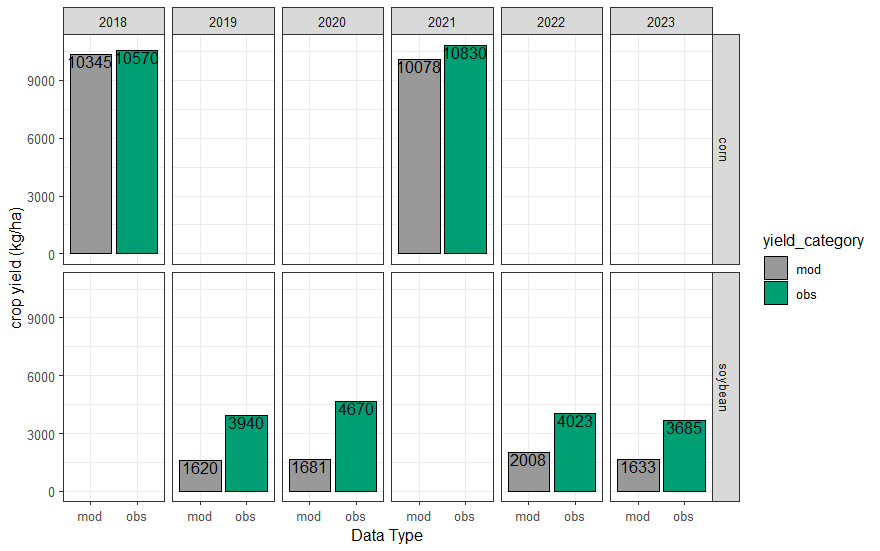 2018 2019 2020 2021 2022 2023
10345 10570 10078 10830
9000
6000
3000
0
corn
crop yield (kg/ha)
yield_category
mod
obs
9000
6000
3000
0
1620 3940 1681 4670 2008 4023 1633 3685
soybean
mod obs mod obs mod obs mod obs mod obs mod obs
Data Type